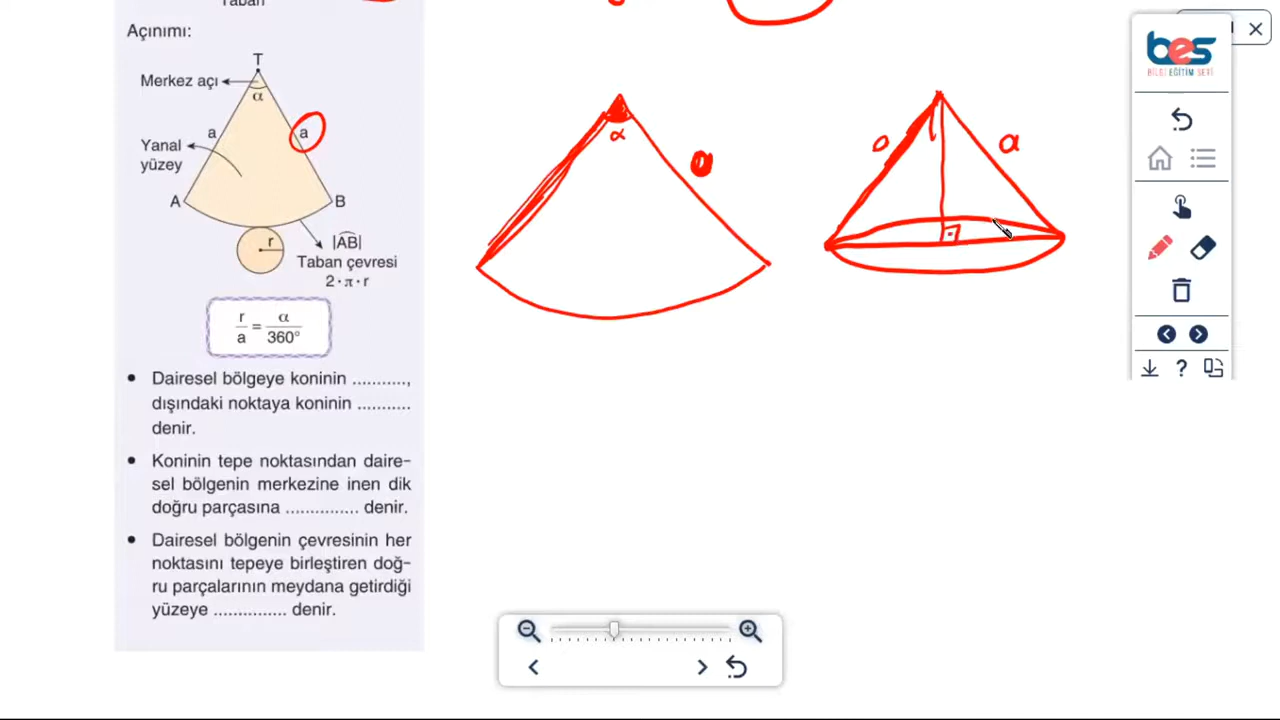 Taban
Açınımı:
T
Merkez açı
α
a
a
Yanal
yüzey
A
B
r
|AB|
Taban çevresi
2·π·r
r/a = α/360°
• Dairesel bölgeye koninin ...........,
dışındaki noktaya koninin ...........
denir.
• Koninin tepe noktasından daire-
sel bölgenin merkezine inen dik
doğru parçasına .............. denir.
• Dairesel bölgenin çevresinin her
noktasını tepeye birleştiren doğ-
ru parçalarının meydana getirdiği
yüzeye .............. denir.
α
a
a
bes
BİLGİ EĞİTİM SETİ
?